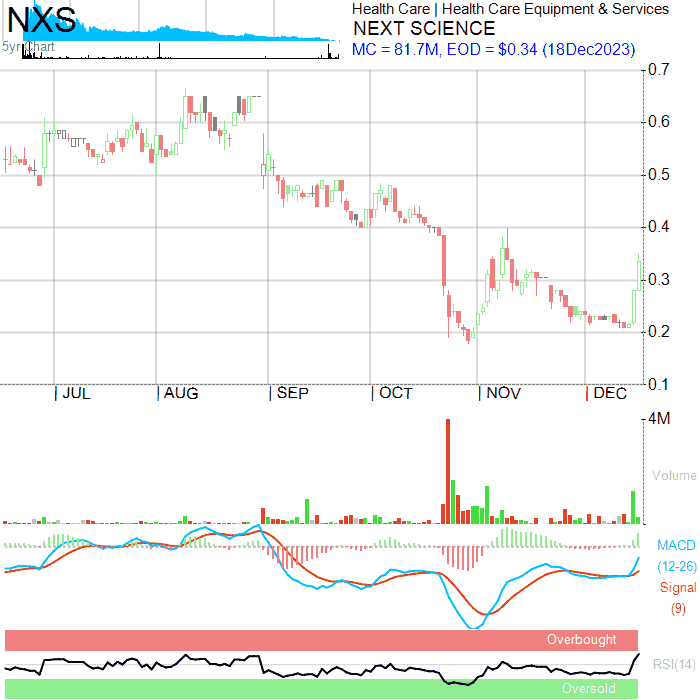 NXS
Health Care | Health Care Equipment & Services
NEXT SCIENCE
5yr Chart
MC = 81.7M, EOD = $0.34 (18Dec2023)
0.7
0.6
0.5
0.4
0.3
0.2
0.1
| JUL | AUG | SEP | OCT | NOV | DEC
4M
Volume
MACD
(12-26)
Signal
(9)
Overbought
RSI(14)
Oversold